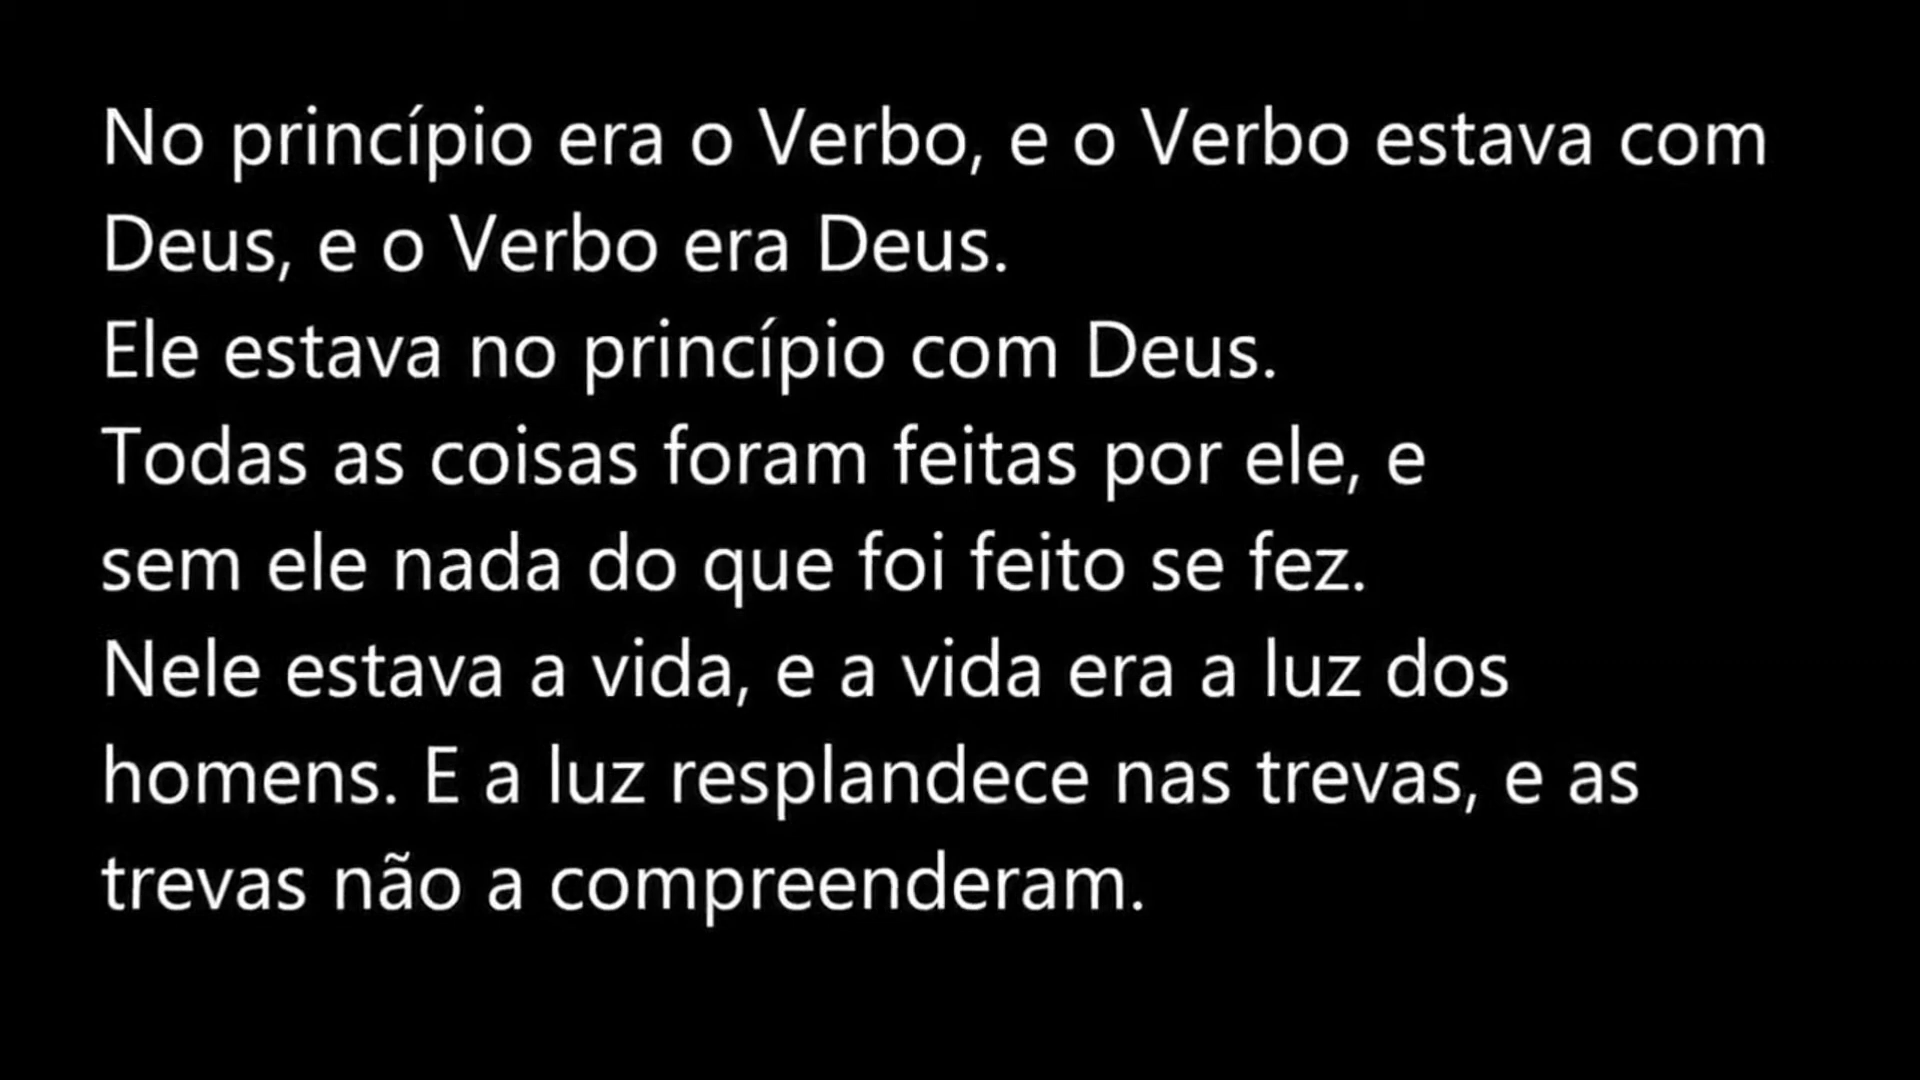 No princípio era o Verbo, e o Verbo estava com
Deus, e o Verbo era Deus.
Ele estava no princípio com Deus.
Todas as coisas foram feitas por ele, e
sem ele nada do que foi feito se fez.
Nele estava a vida, e a vida era a luz dos
homens. E a luz resplandece nas trevas, e as
trevas não a compreenderam.